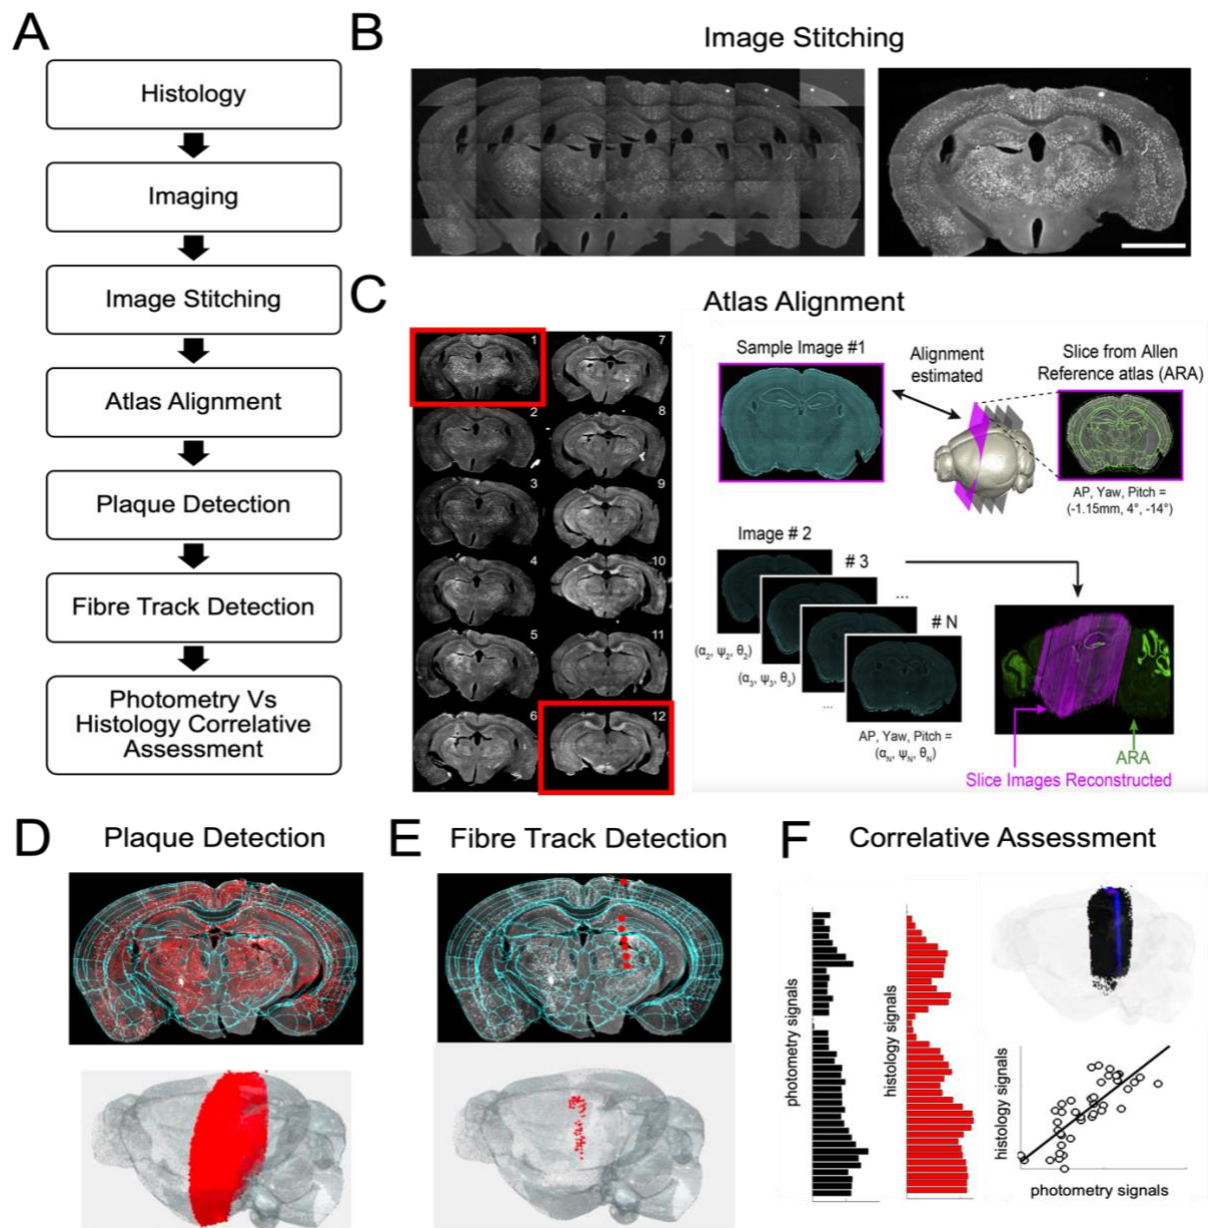 A
Histology
Imaging
Image Stitching
Atlas Alignment
Plaque Detection
Fibre Track Detection
Photometry Vs
Histology Correlative
Assessment
B
Image Stitching
C
Atlas Alignment
1
2
3
4
5
6
7
8
9
10
11
12
Sample Image #1
Alignment
estimated
Slice from Allen
Reference atlas (ARA)
AP, Yaw, Pitch =
(-1.15mm, 4°, -14°)
Image # 2
# 3
...
# N
(α₂, ψ₂, θ₂)
(α₃, ψ₃, θ₃)
...
AP, Yaw, Pitch =
(α_N, ψ_N, θ_N)
Slice Images Reconstructed
ARA
D
Plaque Detection
E
Fibre Track Detection
F
Correlative Assessment
photometry signals
histology signals
histology signals
photometry signals